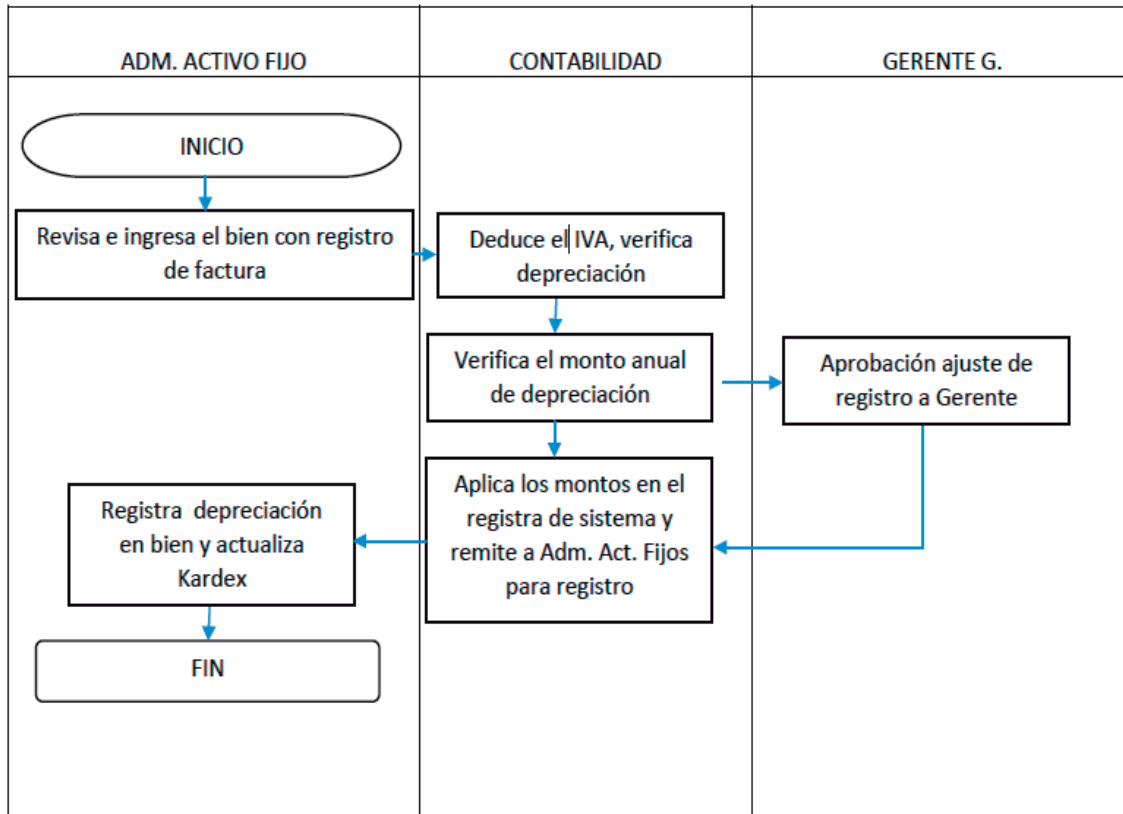 ADM. ACTIVO FIJO
CONTABILIDAD
GERENTE G.
INICIO
Revisa e ingresa el bien con registro
de factura
Deduce el IVA, verifica
depreciación
Verifica el monto anual
de depreciación
Aprobación ajuste de
registro a Gerente
Aplica los montos en el
registra de sistema y
remite a Adm. Act. Fijos
para registro
Registra depreciación
en bien y actualiza
Kardex
FIN